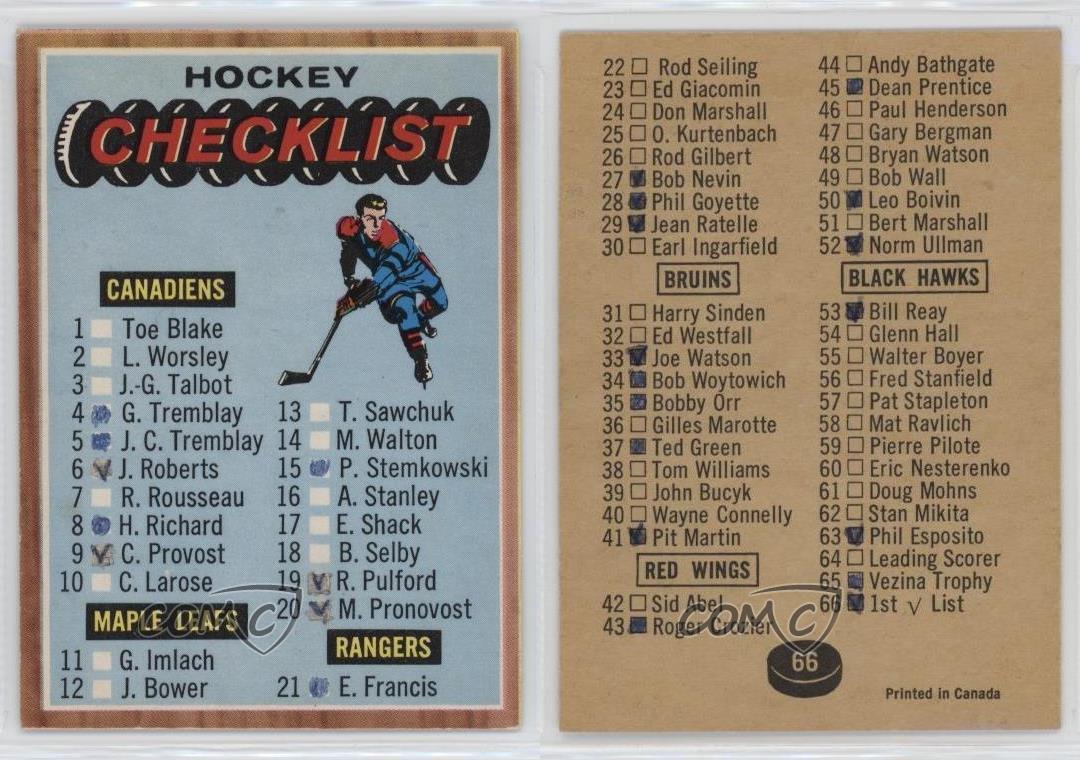 HOCKEY
CHECKLIST
CANADIENS
1 Toe Blake
2 L. Worsley
3 J.-G. Talbot
4 G. Tremblay
5 J. C. Tremblay
6 J. Roberts
7 R. Rousseau
8 H. Richard
9 C. Provost
10 C. Larose
MAPLE LEAFS
11 G. Imlach
12 J. Bower
13 T. Sawchuk
14 M. Walton
15 P. Stemkowski
16 A. Stanley
17 E. Shack
18 B. Selby
19 R. Pulford
20 M. Pronovost
RANGERS
21 E. Francis
COMC
22 Rod Seiling
23 Ed Giacomin
24 Don Marshall
25 O. Kurtenbach
26 Rod Gilbert
27 Bob Nevin
28 Phil Goyette
29 Jean Ratelle
30 Earl Ingarfield
BRUINS
31 Harry Sinden
32 Ed Westfall
33 Joe Watson
34 Bob Woytowich
35 Bobby Orr
36 Gilles Marotte
37 Ted Green
38 Tom Williams
39 John Bucyk
40 Wayne Connelly
41 Pit Martin
RED WINGS
42 Sid Abel
43 Roger Crozier
44 Andy Bathgate
45 Dean Prentice
46 Paul Henderson
47 Gary Bergman
48 Bryan Watson
49 Bob Wall
50 Leo Boivin
51 Bert Marshall
52 Norm Ullman
BLACK HAWKS
53 Bill Reay
54 Glenn Hall
55 Walter Boyer
56 Fred Stanfield
57 Pat Stapleton
58 Mat Ravlich
59 Pierre Pilote
60 Eric Nesterenko
61 Doug Mohns
62 Stan Mikita
63 Phil Esposito
64 Leading Scorer
65 Vezina Trophy
66 1st √ List
COMC
66
Printed in Canada